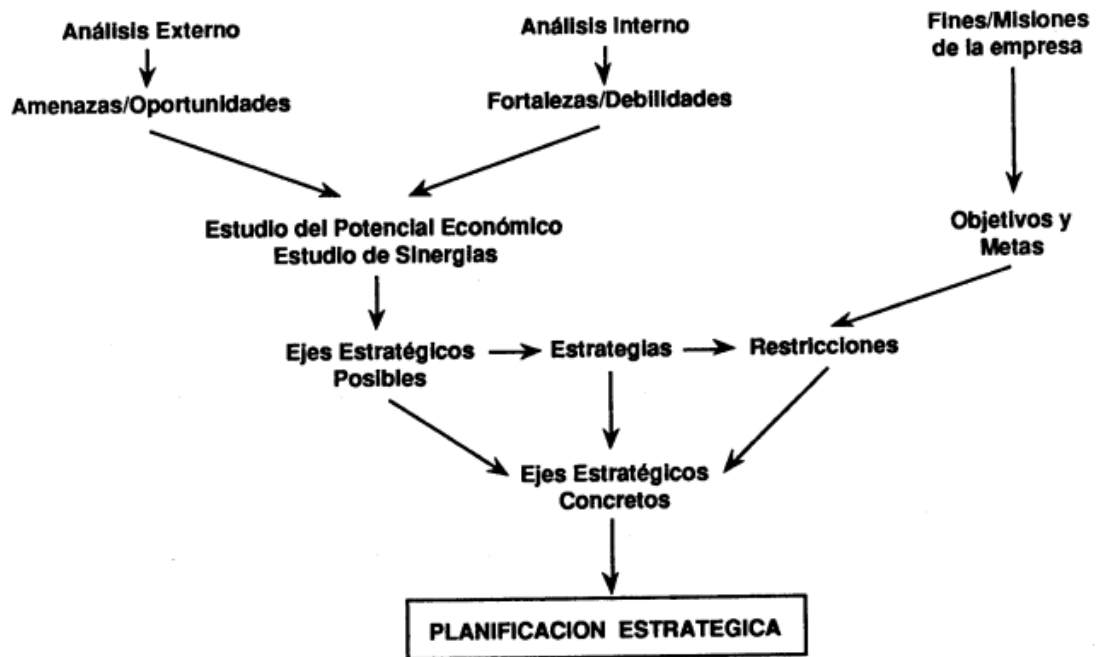 Análisis Externo
Análisis Interno
Fines/Misiones
de la empresa
Amenazas/Oportunidades
Fortalezas/Debilidades
Estudio del Potencial Económico
Estudio de Sinergias
Objetivos y
Metas
Ejes Estratégicos
Posibles
Estrategias
Restricciones
Ejes Estratégicos
Concretos
PLANIFICACION ESTRATEGICA